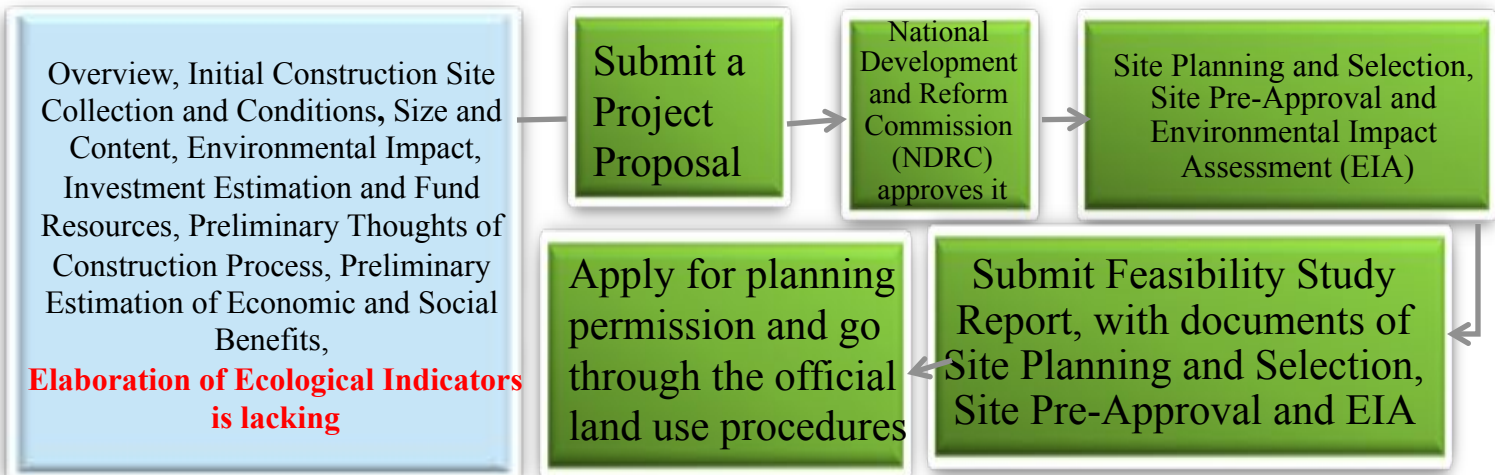 Overview, Initial Construction Site
Collection and Conditions, Size and
Content, Environmental Impact,
Investment Estimation and Fund
Resources, Preliminary Thoughts of
Construction Process, Preliminary
Estimation of Economic and Social
Benefits,
Elaboration of Ecological Indicators
is lacking
Submit a
Project
Proposal
National
Development
and Reform
Commission
(NDRC)
approves it
Site Planning and Selection,
Site Pre-Approval and
Environmental Impact
Assessment (EIA)
Submit Feasibility Study
Report, with documents of
Site Planning and Selection,
Site Pre-Approval and EIA
Apply for planning
permission and go
through the official
land use procedures